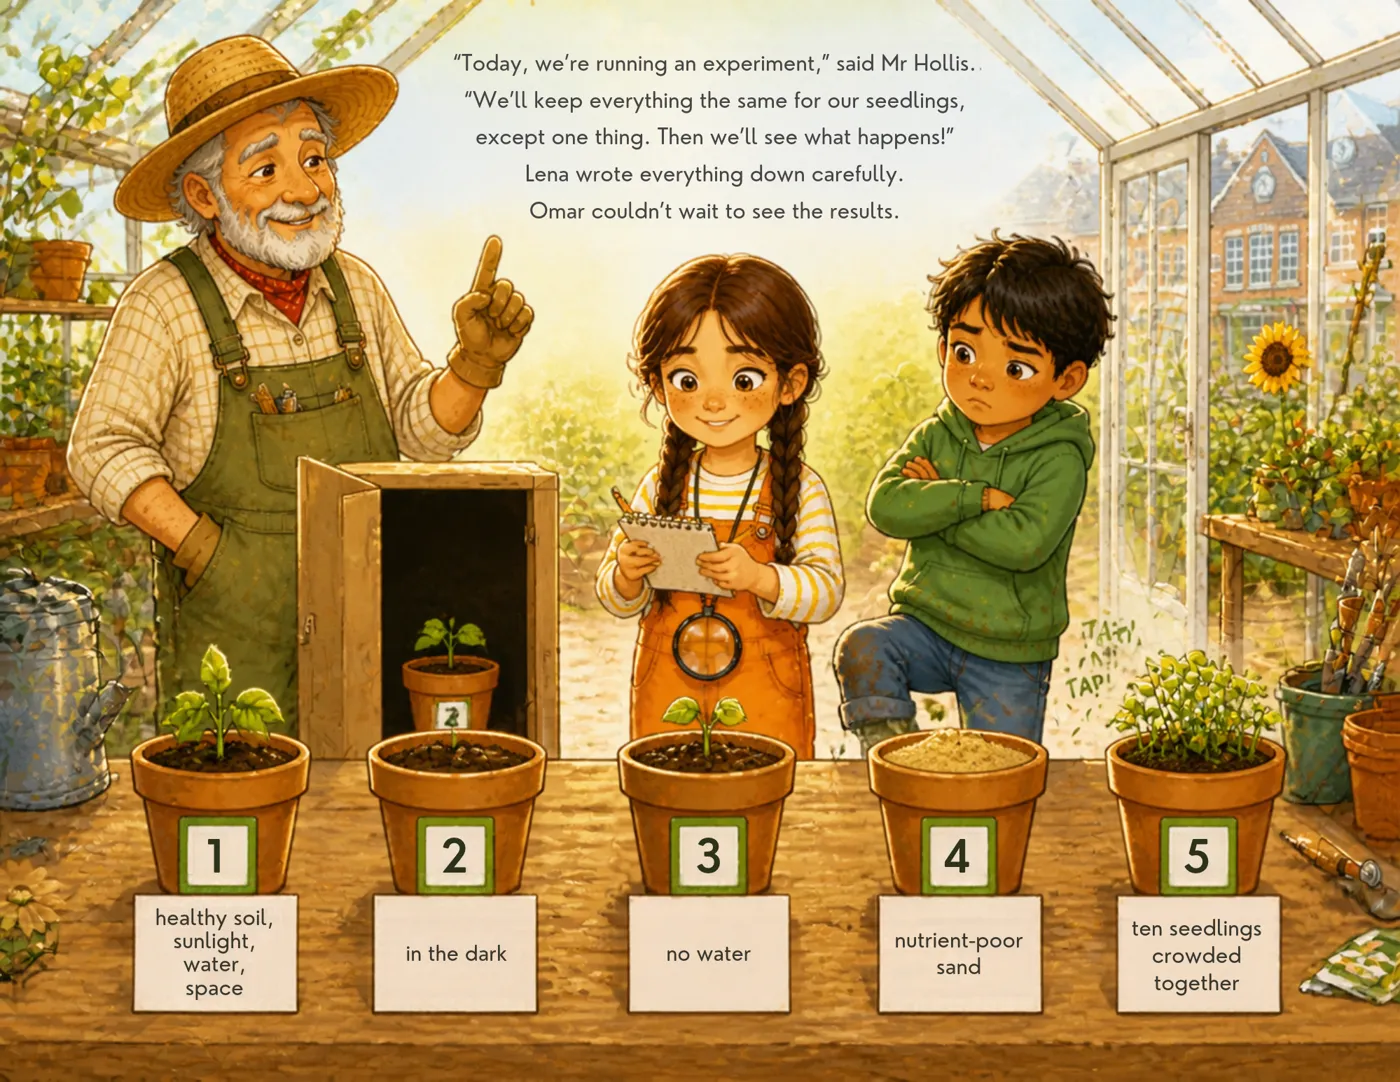 “Today, we’re running an experiment,” said Mr Hollis.
“We’ll keep everything the same for our seedlings,
except one thing. Then we’ll see what happens!”
Lena wrote everything down carefully.
Omar couldn’t wait to see the results.
TAP!
2
1
2
3
4
5
healthy soil,
sunlight,
water,
space
in the dark
no water
nutrient-poor
sand
ten seedlings
crowded
together